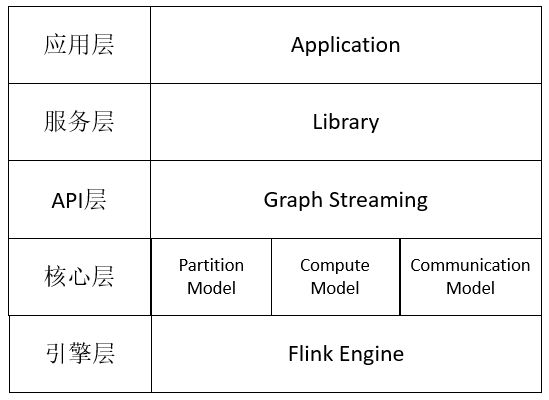 应用层
Application
服务层
Library
API层
Graph Streaming
核心层
Partition
Model
Compute
Model
Communication
Model
引擎层
Flink Engine